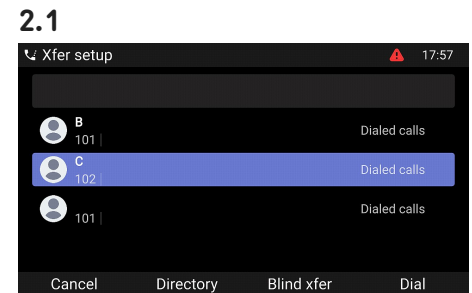 2.1
Xfer setup 17:57
B
101 | Dialed calls
C
102 | Dialed calls
101 | Dialed calls
Cancel Directory Blind xfer Dial